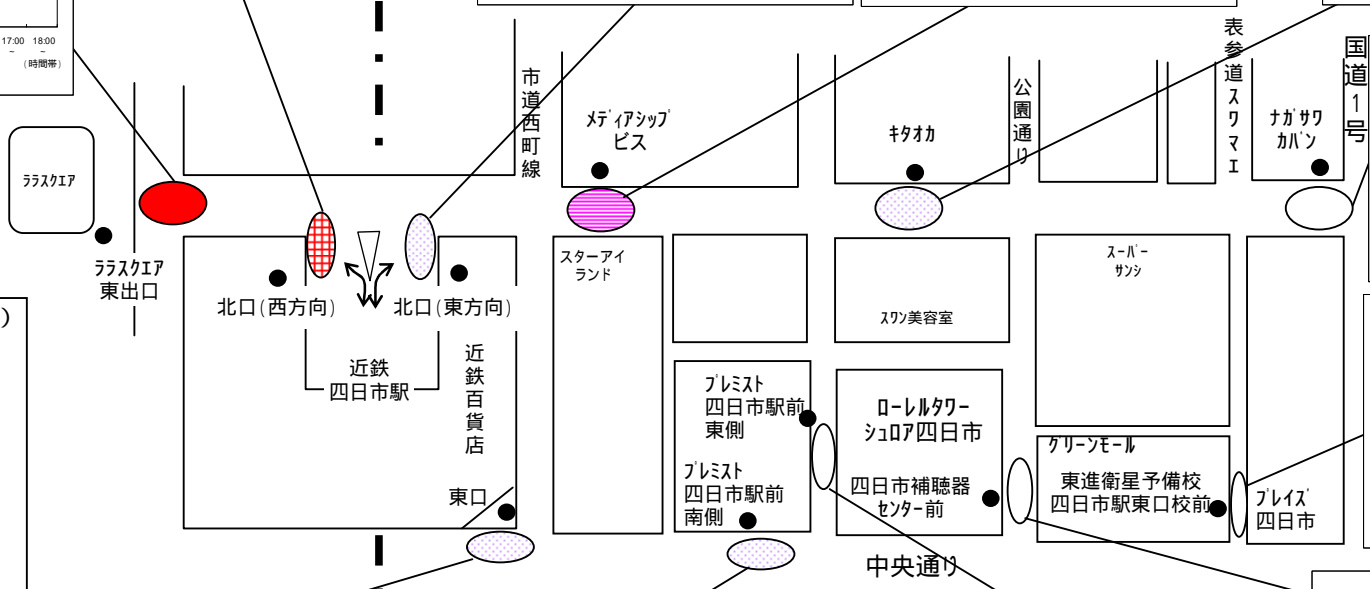 17:00 18:00
~ ~
(時間帯)
ララスクエア
ララスクエア
東出口
)
北口(西方向)
北口(東方向)
近鉄
四日市駅
近鉄百貨店
東口
市道西町線
メディアシップ
ビス
キタオカ
公園通り
表参道スワマエ
国道1号
ナガサワ
カバン
スターアイ
ランド
スワン美容室
スーパー
サンシ
プレミスト
四日市駅前
東側
プレミスト
四日市駅前
南側
ローレルタワー
シュロア四日市
四日市補聴器
センター前
グリーンモール
東進衛星予備校
四日市駅東口校前
プレイズ
四日市
中央通り